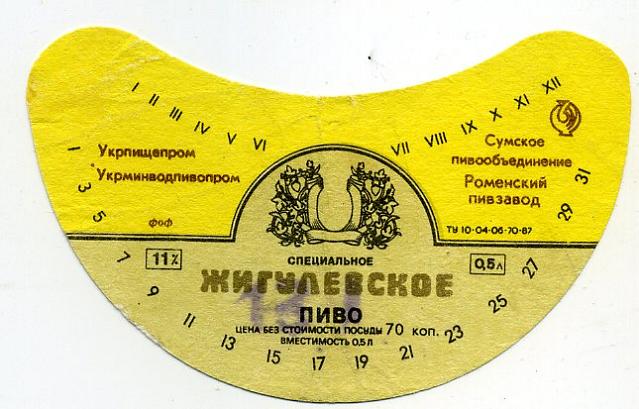 I II III IV V VI VII VIII IX X XI XII
Укрпищепром
Укрминводпивопром
фоф
Сумское
пивообъединение
Роменский
пивзавод
ТУ 10-04-06-70-87
11%
0,5л
СПЕЦИАЛЬНОЕ
ЖИГУЛЕВСКОЕ
ПИВО
ЦЕНА БЕЗ СТОИМОСТИ ПОСУДЫ 70 КОП.
ВМЕСТИМОСТЬ 0,5 Л
1 3 5 7 9 11 13 15 17 19 21 23 25 27 29 31